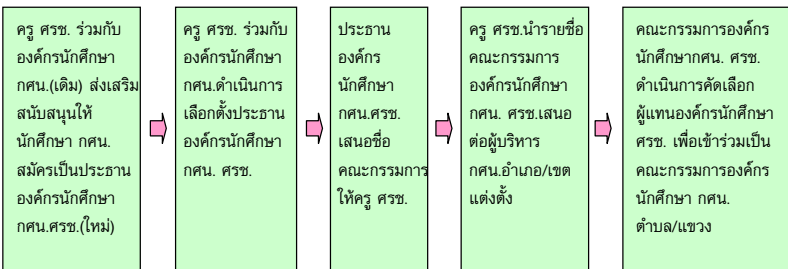 ครู ศรช. ร่วมกับ
องค์กรนักศึกษา
กศน.(เดิม) ส่งเสริม
สนับสนุนให้
นักศึกษา กศน.
สมัครเป็นประธาน
องค์กรนักศึกษา
กศน.ศรช.(ใหม่)
ครู ศรช. ร่วมกับ
องค์กรนักศึกษา
กศน.ดำเนินการ
เลือกตั้งประธาน
องค์กรนักศึกษา
กศน. ศรช.
ประธาน
องค์กร
นักศึกษา
กศน.ศรช.
เสนอชื่อ
คณะกรรมการ
ให้ครู ศรช.
ครู ศรช.นำรายชื่อ
คณะกรรมการ
องค์กรนักศึกษา
กศน. ศรช.เสนอ
ต่อผู้บริหาร
กศน.อำเภอ/เขต
แต่งตั้ง
คณะกรรมการองค์กร
นักศึกษากศน. ศรช.
ดำเนินการคัดเลือก
ผู้แทนองค์กรนักศึกษา
ศรช. เพื่อเข้าร่วมเป็น
คณะกรรมการองค์กร
นักศึกษา กศน.
ตำบล/แขวง